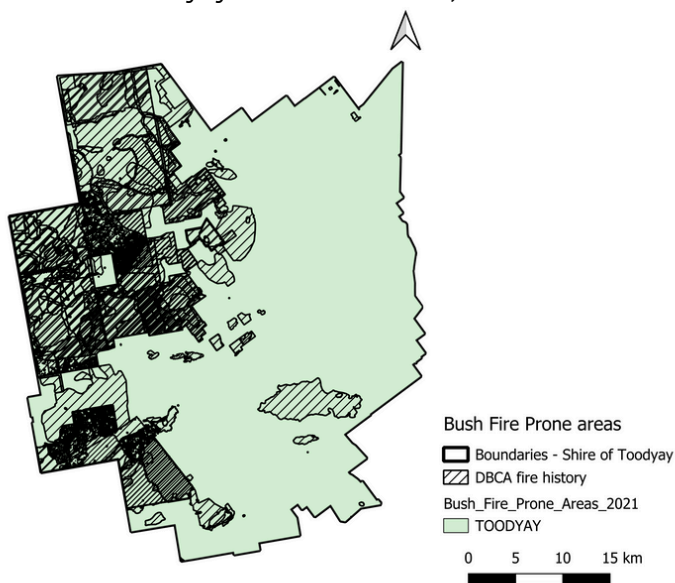 Bush Fire Prone areas
Boundaries - Shire of Toodyay
DBCA fire history
Bush_Fire_Prone_Areas_2021
TOODYAY
0 5 10 15 km